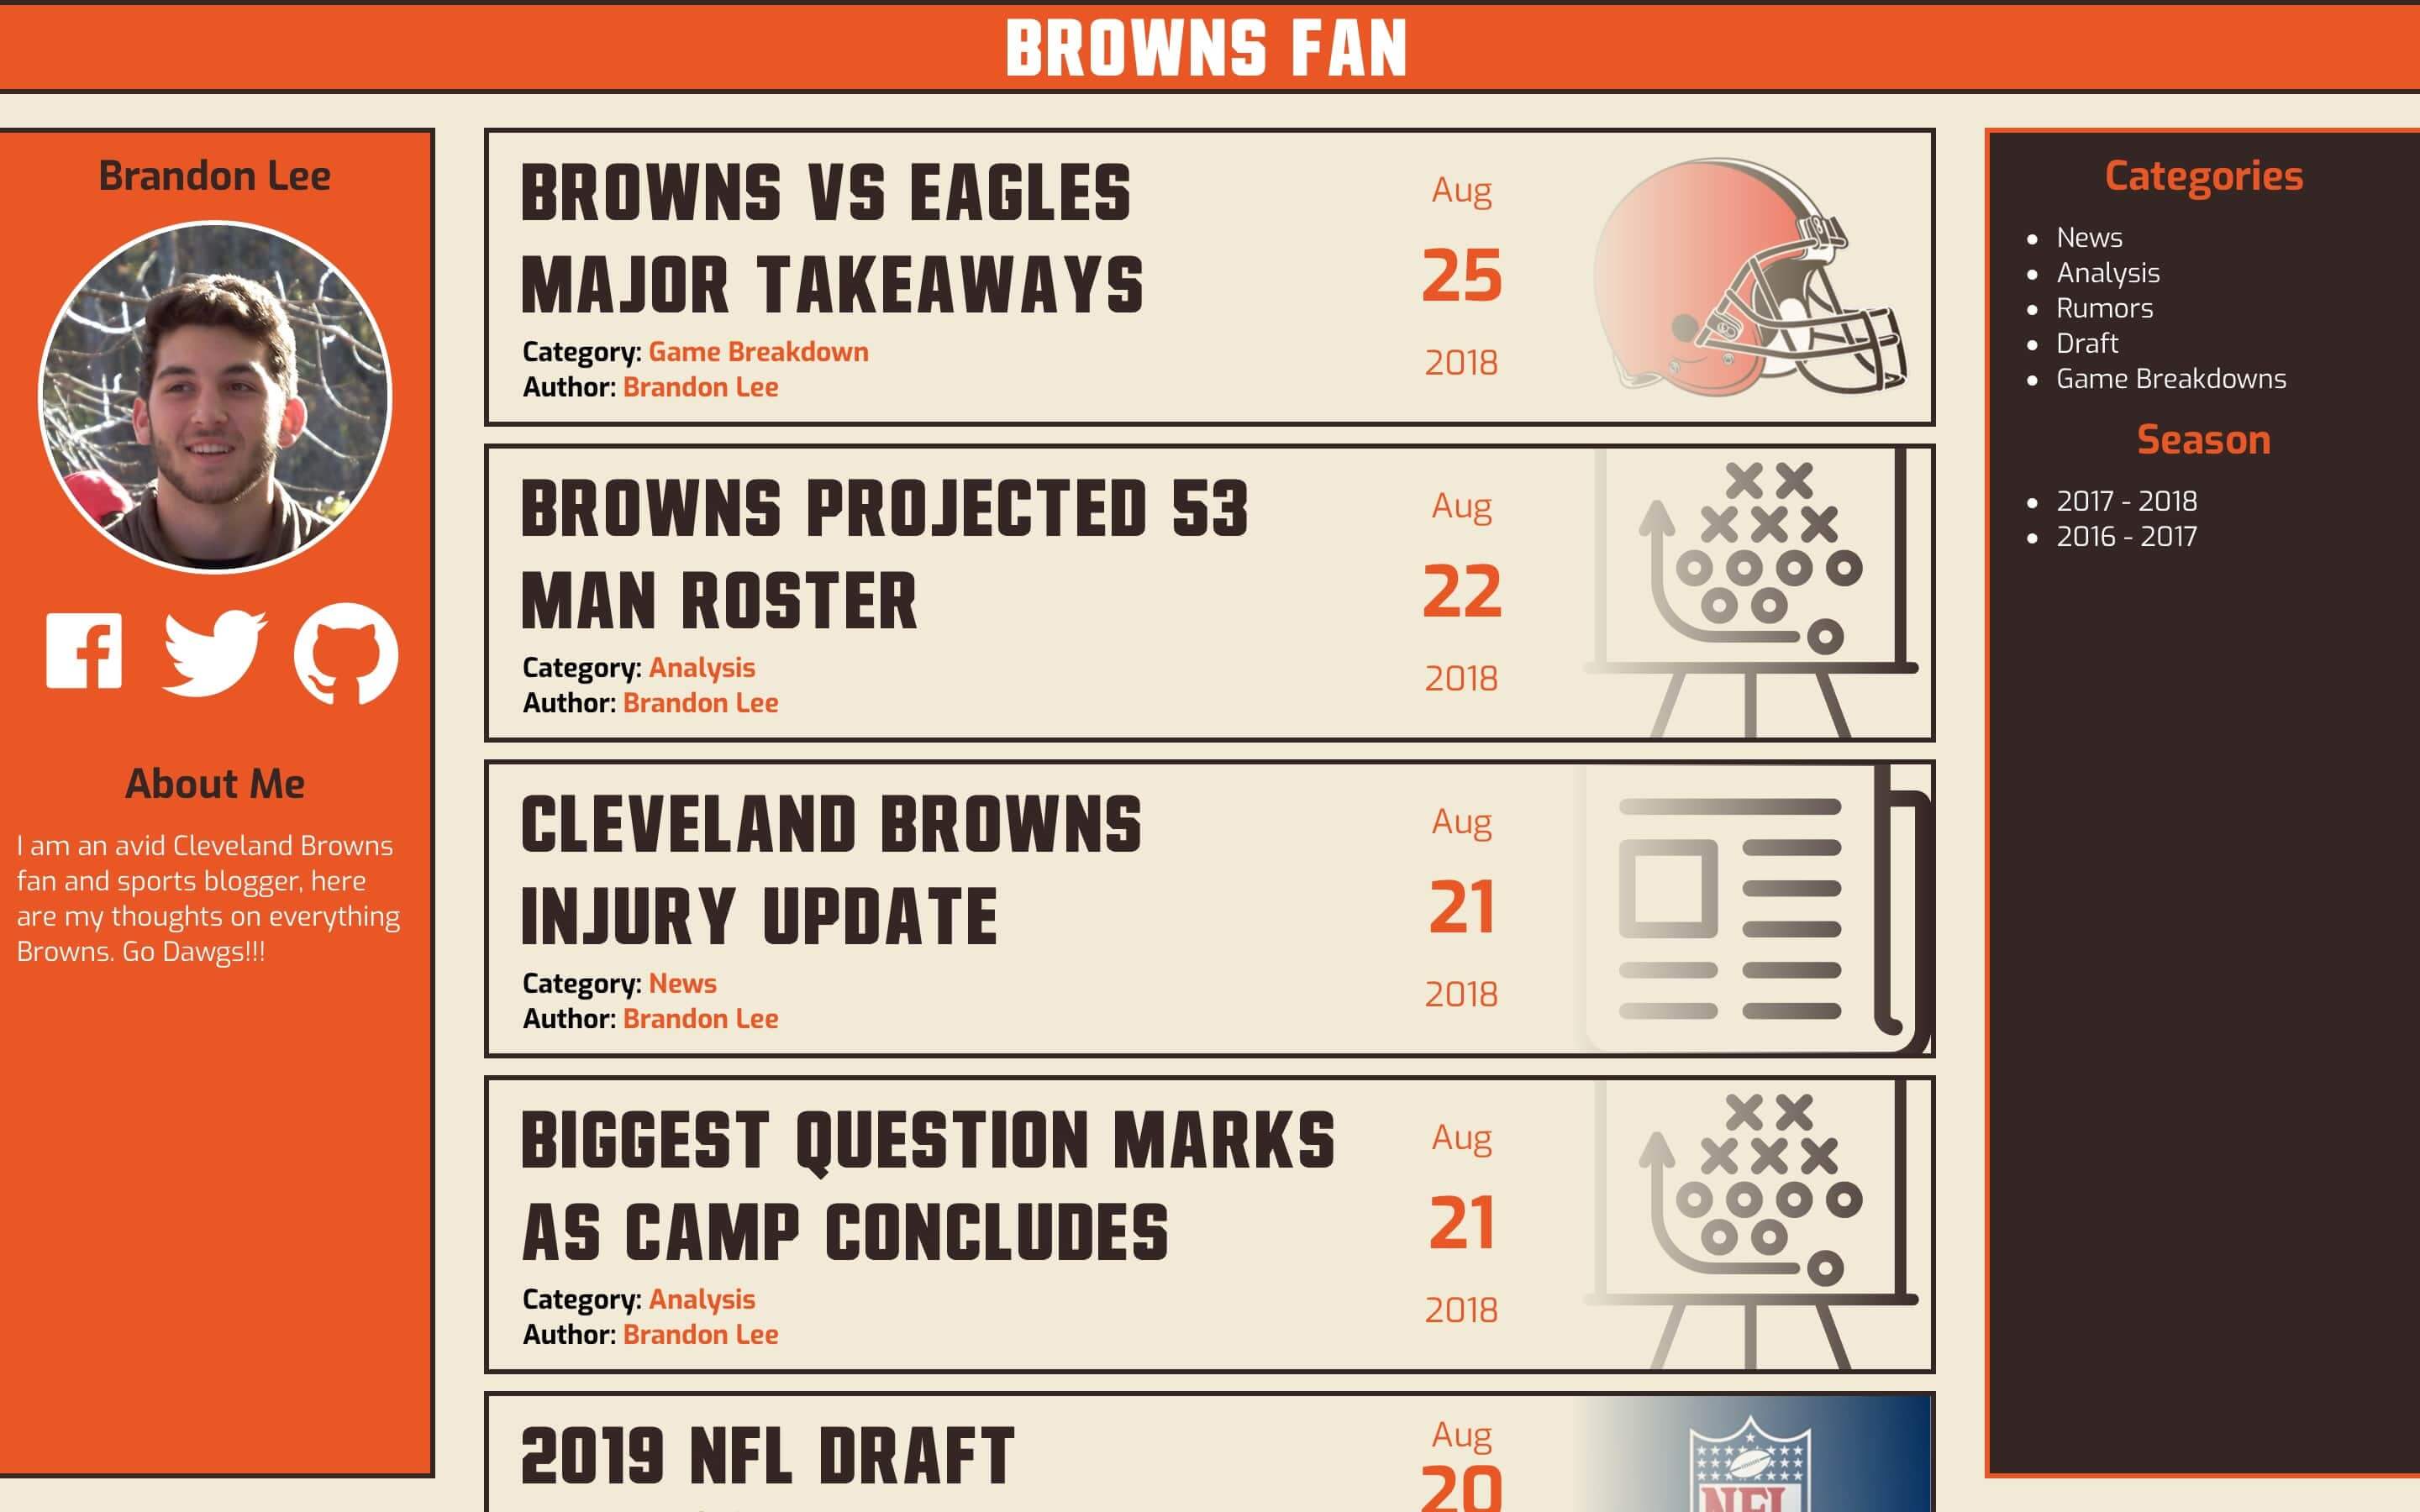 BROWNS FAN
Brandon Lee
About Me
I am an avid Cleveland Browns
fan and sports blogger, here
are my thoughts on everything
Browns. Go Dawgs!!!
BROWNS VS EAGLES
MAJOR TAKEAWAYS
Category: Game Breakdown
Author: Brandon Lee
Aug
25
2018
BROWNS PROJECTED 53
MAN ROSTER
Category: Analysis
Author: Brandon Lee
Aug
22
2018
CLEVELAND BROWNS
INJURY UPDATE
Category: News
Author: Brandon Lee
Aug
21
2018
BIGGEST QUESTION MARKS
AS CAMP CONCLUDES
Category: Analysis
Author: Brandon Lee
Aug
21
2018
2019 NFL DRAFT
Aug
20
NFL
Categories
News
Analysis
Rumors
Draft
Game Breakdowns
Season
2017 - 2018
2016 - 2017